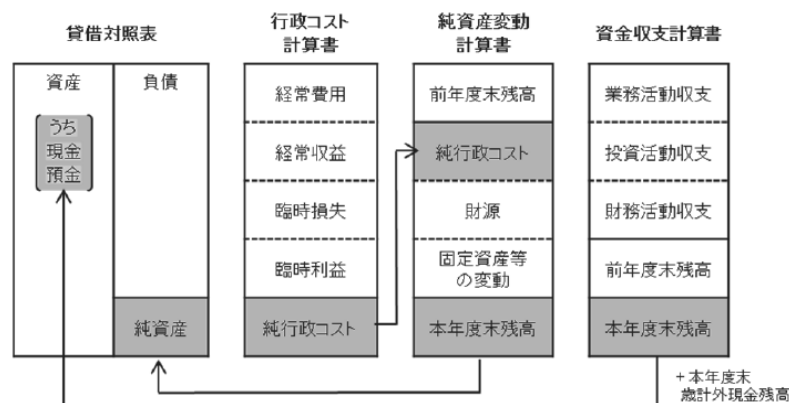 貸借対照表
資産
負債
うち
現金
預金
純資産
行政コスト
計算書
経常費用
経常収益
臨時損失
臨時利益
純行政コスト
純資産変動
計算書
前年度末残高
純行政コスト
財源
固定資産等
の変動
本年度末残高
資金収支計算書
業務活動収支
投資活動収支
財務活動収支
前年度末残高
本年度末残高
+本年度末
歳計外現金残高